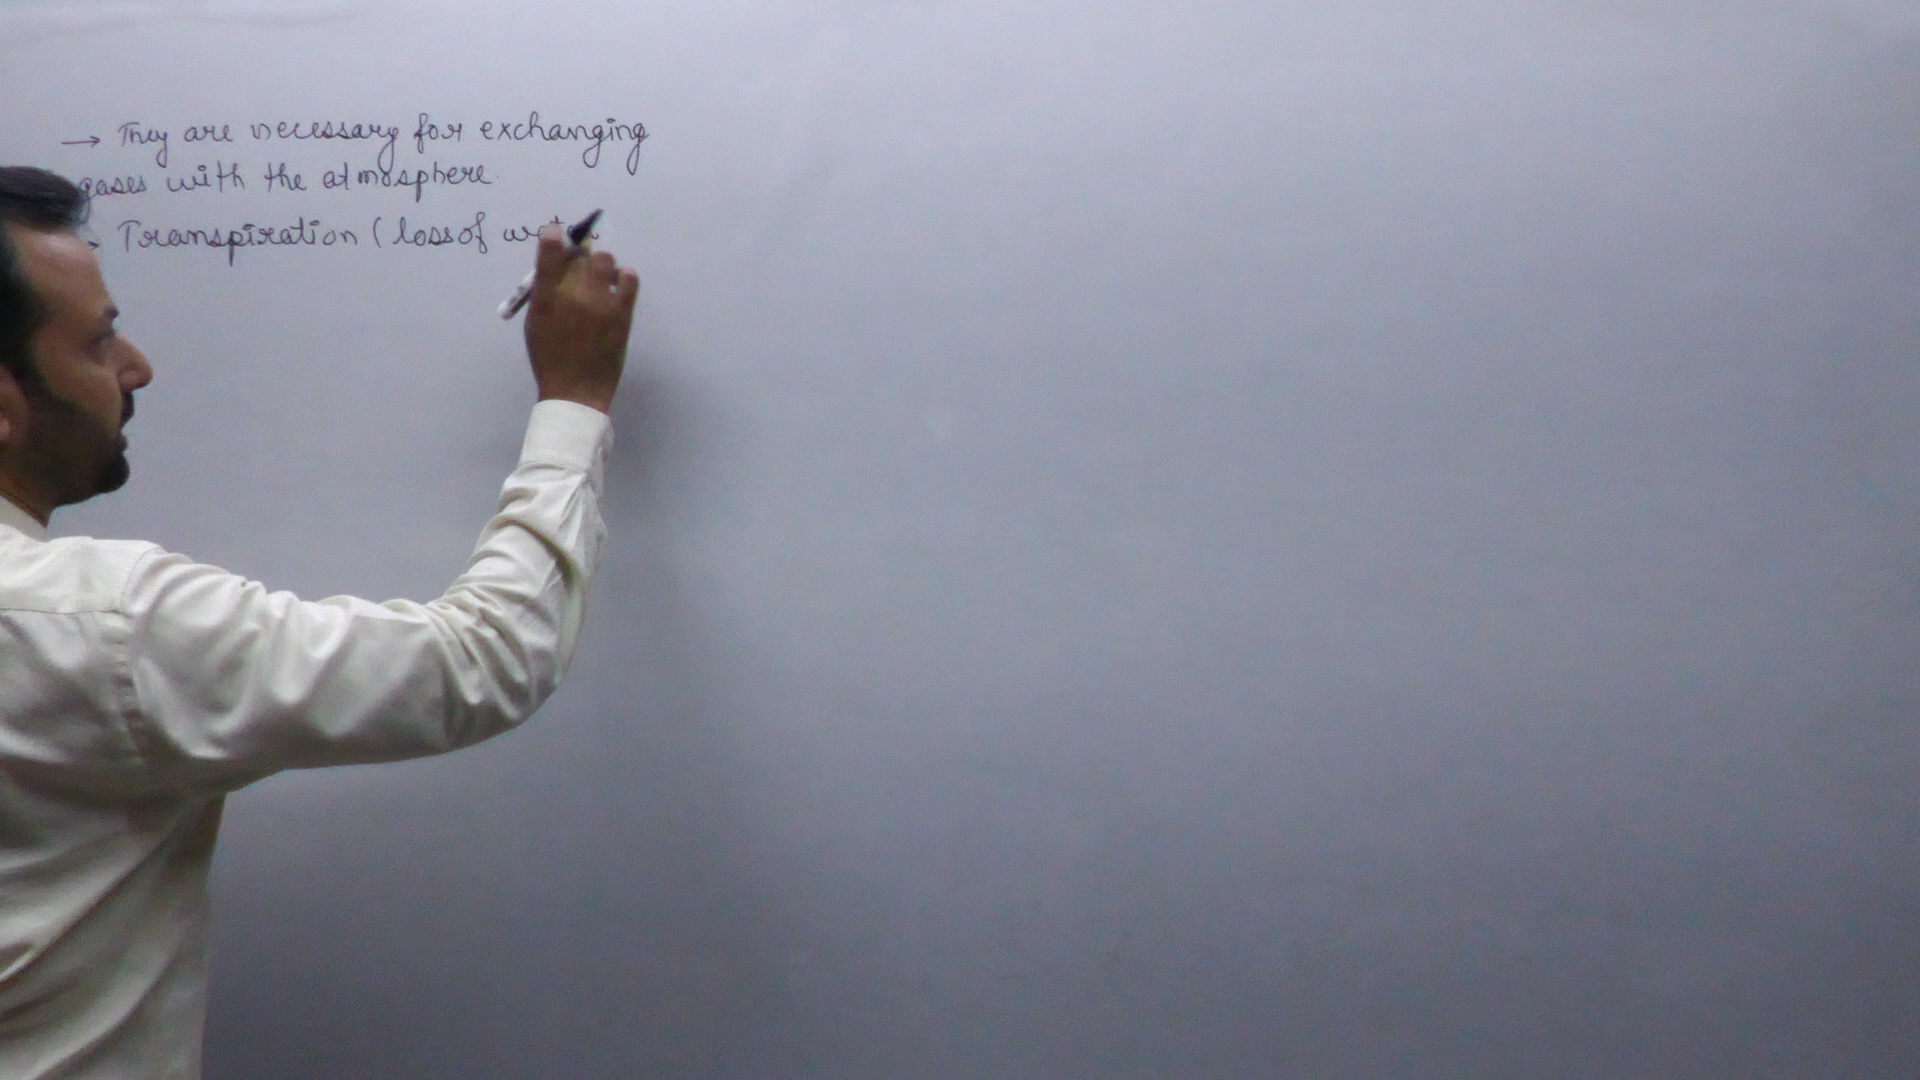 → They are necessary for exchanging
gases with the atmosphere.
→ Transpiration ( loss of water